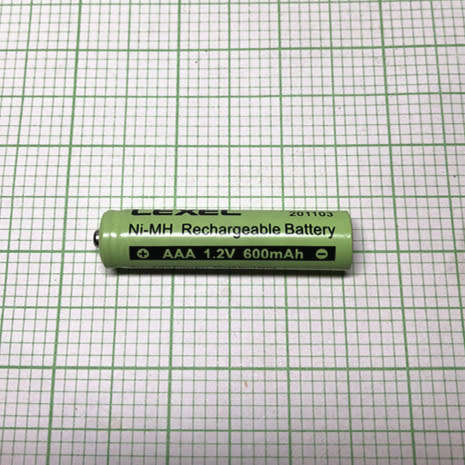 LEXEL 201103
Ni-MH Rechargeable Battery
+ AAA 1.2V 600mAh -